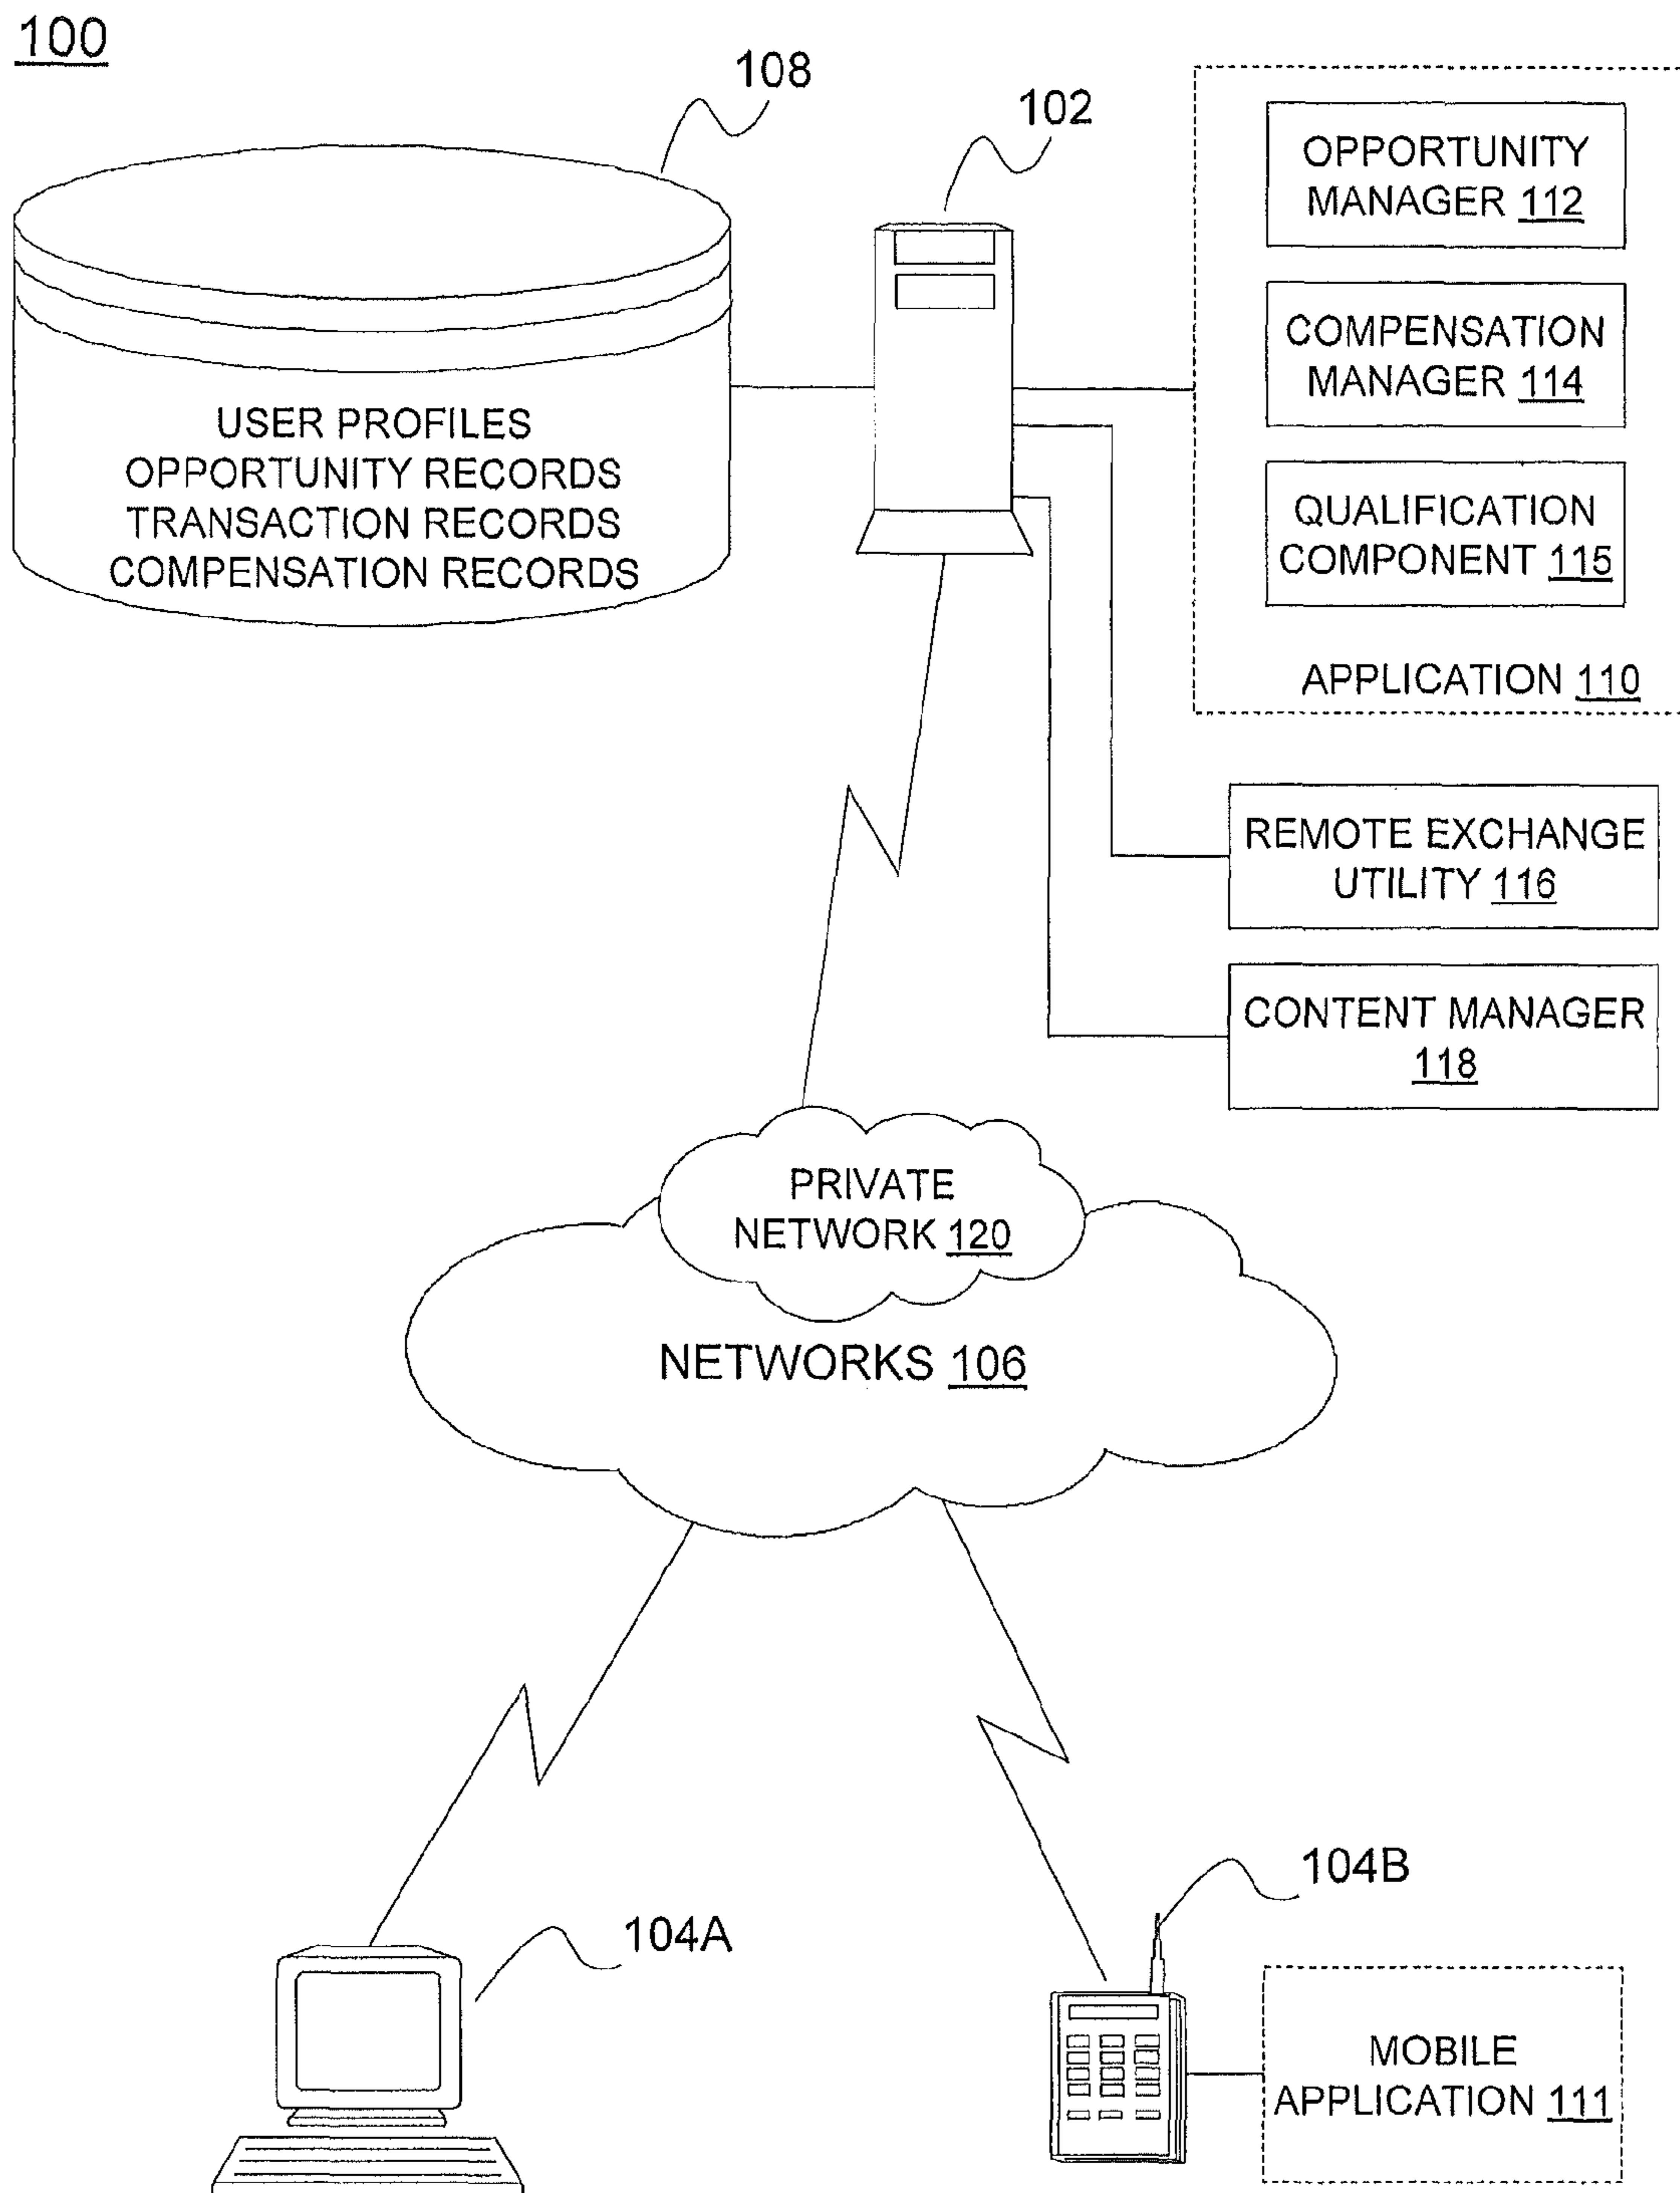 100
108
102
OPPORTUNITY
MANAGER 112
COMPENSATION
MANAGER 114
QUALIFICATION
COMPONENT 115
APPLICATION 110
USER PROFILES
OPPORTUNITY RECORDS
TRANSACTION RECORDS
COMPENSATION RECORDS
REMOTE EXCHANGE
UTILITY 116
CONTENT MANAGER
118
PRIVATE
NETWORK 120
NETWORKS 106
104A
104B
MOBILE
APPLICATION 111